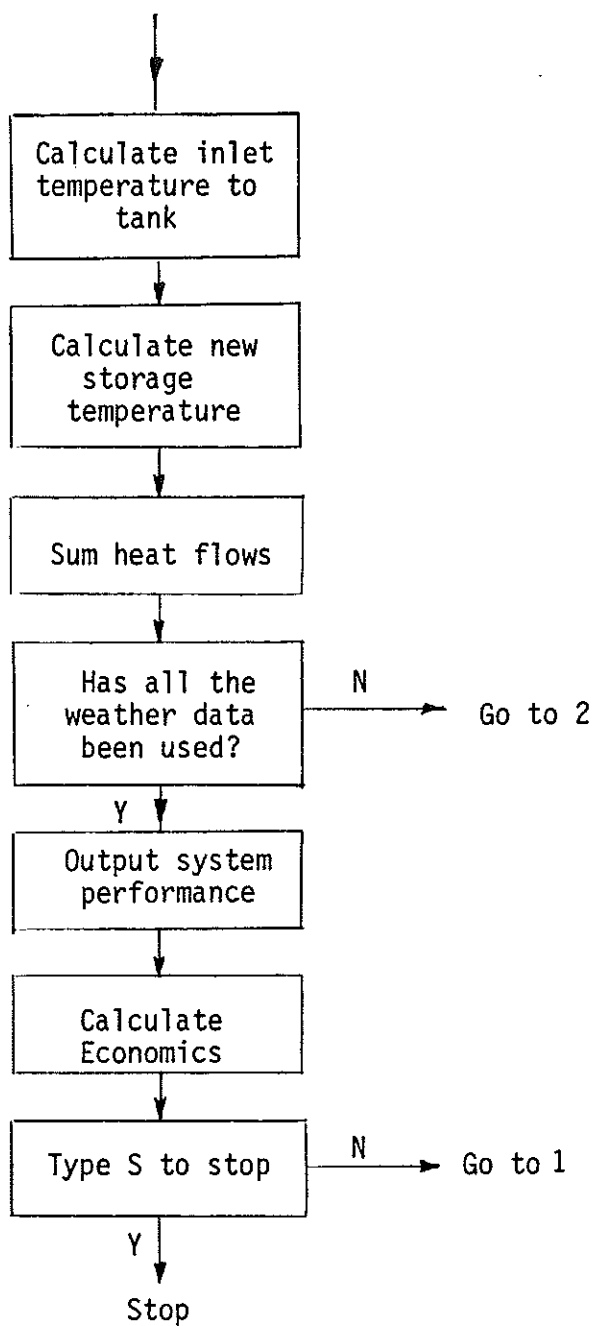 Calculate inlet
temperature to
tank
Calculate new
storage
temperature
Sum heat flows
Has all the
weather data
been used?
N
Go to 2
Y
Output system
performance
Calculate
Economics
Type S to stop
N
Go to 1
Y
Stop